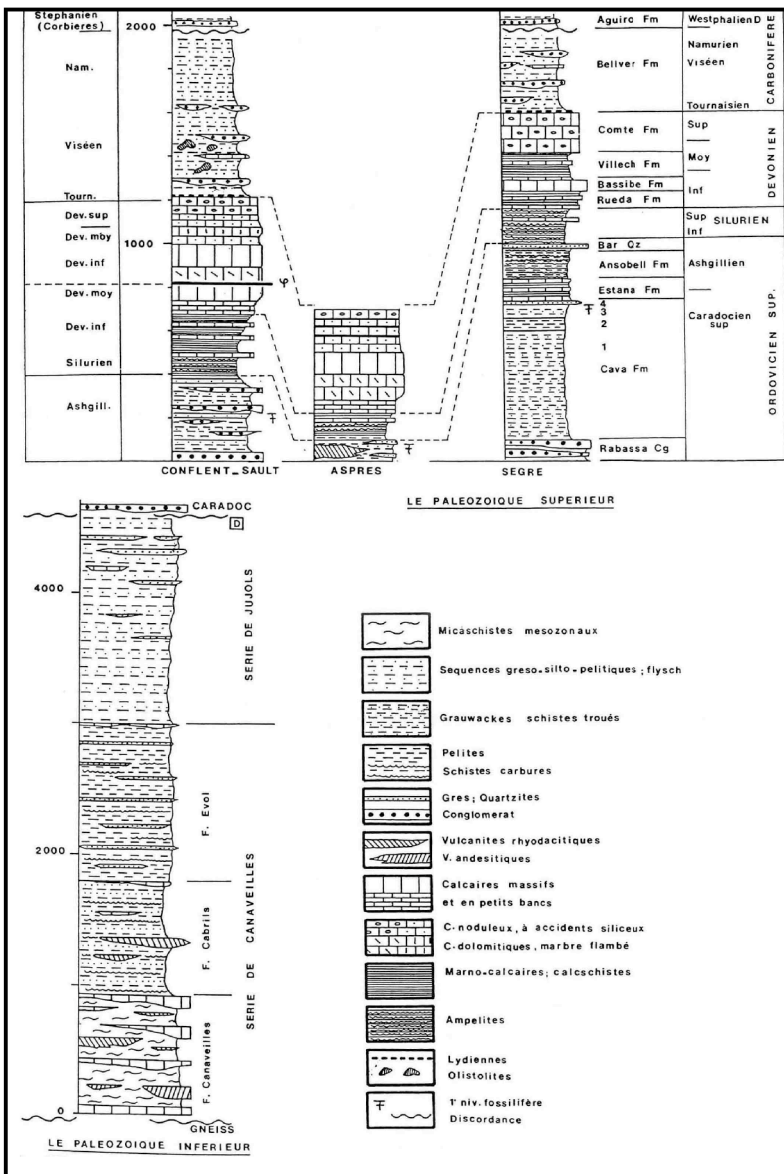 Stephanien
(Corbieres)
2000
Nam.
Viséen
Tourn.
Dev.sup
Dev.mby
1000
Dev.inf
φ
Dev.moy
Dev.inf
Silurien
Ashgill.
CONFLENT_SAULT
ASPRES
SEGRE
Aguiro Fm
Westphalien D
Bellver Fm
Namurien
Viséen
Tournaisien
CARBONIFERE
Comte Fm
Sup
Villech Fm
Moy
Bassibe Fm
Inf
Rueda Fm
DEVONIEN
Sup SILURIEN
Inf
Bar Qz
Ansobell Fm
Ashgillien
Estana Fm
4
3
2
1
Caradocien
sup
Cava Fm
Rabassa Cg
ORDOVICIEN SUP.
LE PALEOZOIQUE SUPERIEUR
CARADOC
D
4000
SERIE DE JUJOLS
F. Evol
2000
F. Cabrils
SERIE DE CANAVEILLES
F. Canaveilles
0
GNEISS
LE PALEOZOIQUE INFERIEUR
Micaschistes mesozonaux
Sequences greso-silto-pelitiques; flysch
Grauwackes schistes troués
Pelites
Schistes carbures
Gres; Quartzites
Conglomerat
Vulcanites rhyodacitiques
V. andesitiques
Calcaires massifs
et en petits bancs
C. noduleux, à accidents siliceux
C. dolomitiques, marbre flambé
Marno-calcaires; calcschistes
Ampelites
Lydiennes
Olistolites
1° niv. fossilifère
Discordance